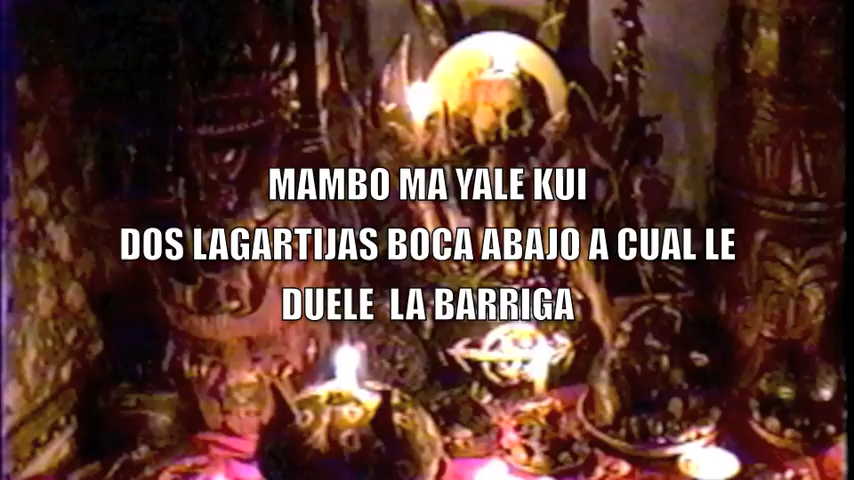 MAMBO MA YALE KUI
DOS LAGARTIJAS BOCA ABAJO A CUAL LE
DUELE LA BARRIGA